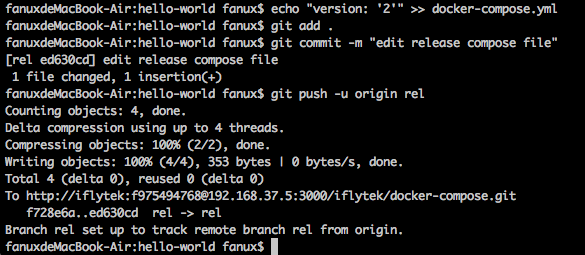 fanuxdeMacBook-Air:hello-world fanux$ echo "version: '2'" >> docker-compose.yml
fanuxdeMacBook-Air:hello-world fanux$ git add .
fanuxdeMacBook-Air:hello-world fanux$ git commit -m "edit release compose file"
[rel ed630cd] edit release compose file
 1 file changed, 1 insertion(+)
fanuxdeMacBook-Air:hello-world fanux$ git push -u origin rel
Counting objects: 4, done.
Delta compression using up to 4 threads.
Compressing objects: 100% (2/2), done.
Writing objects: 100% (4/4), 353 bytes | 0 bytes/s, done.
Total 4 (delta 0), reused 0 (delta 0)
To http://iflytek:f975494768@192.168.37.5:3000/iflytek/docker-compose.git
   f728e6a..ed630cd  rel -> rel
Branch rel set up to track remote branch rel from origin.
fanuxdeMacBook-Air:hello-world fanux$